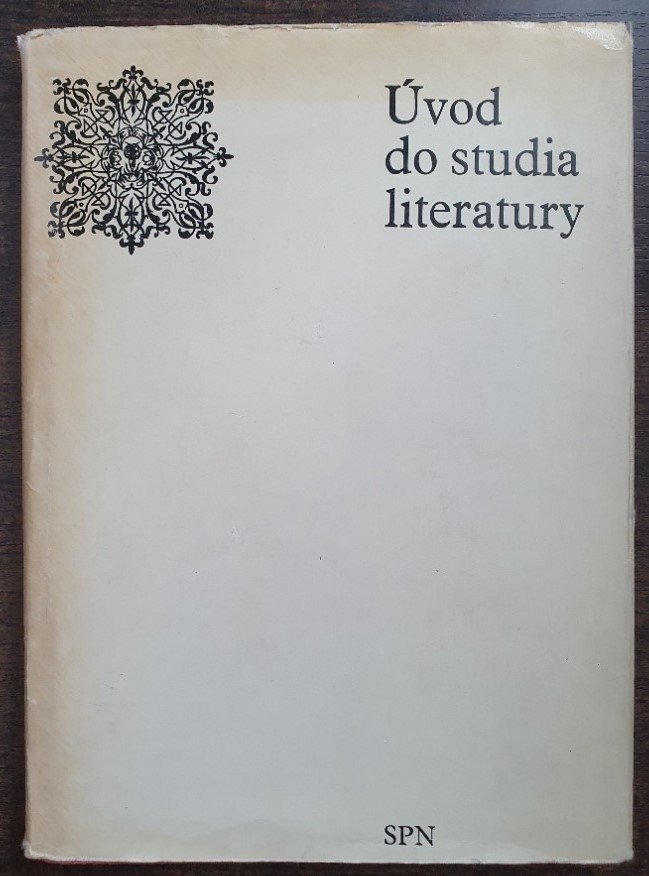 Úvod
do studia
literatury
SPN